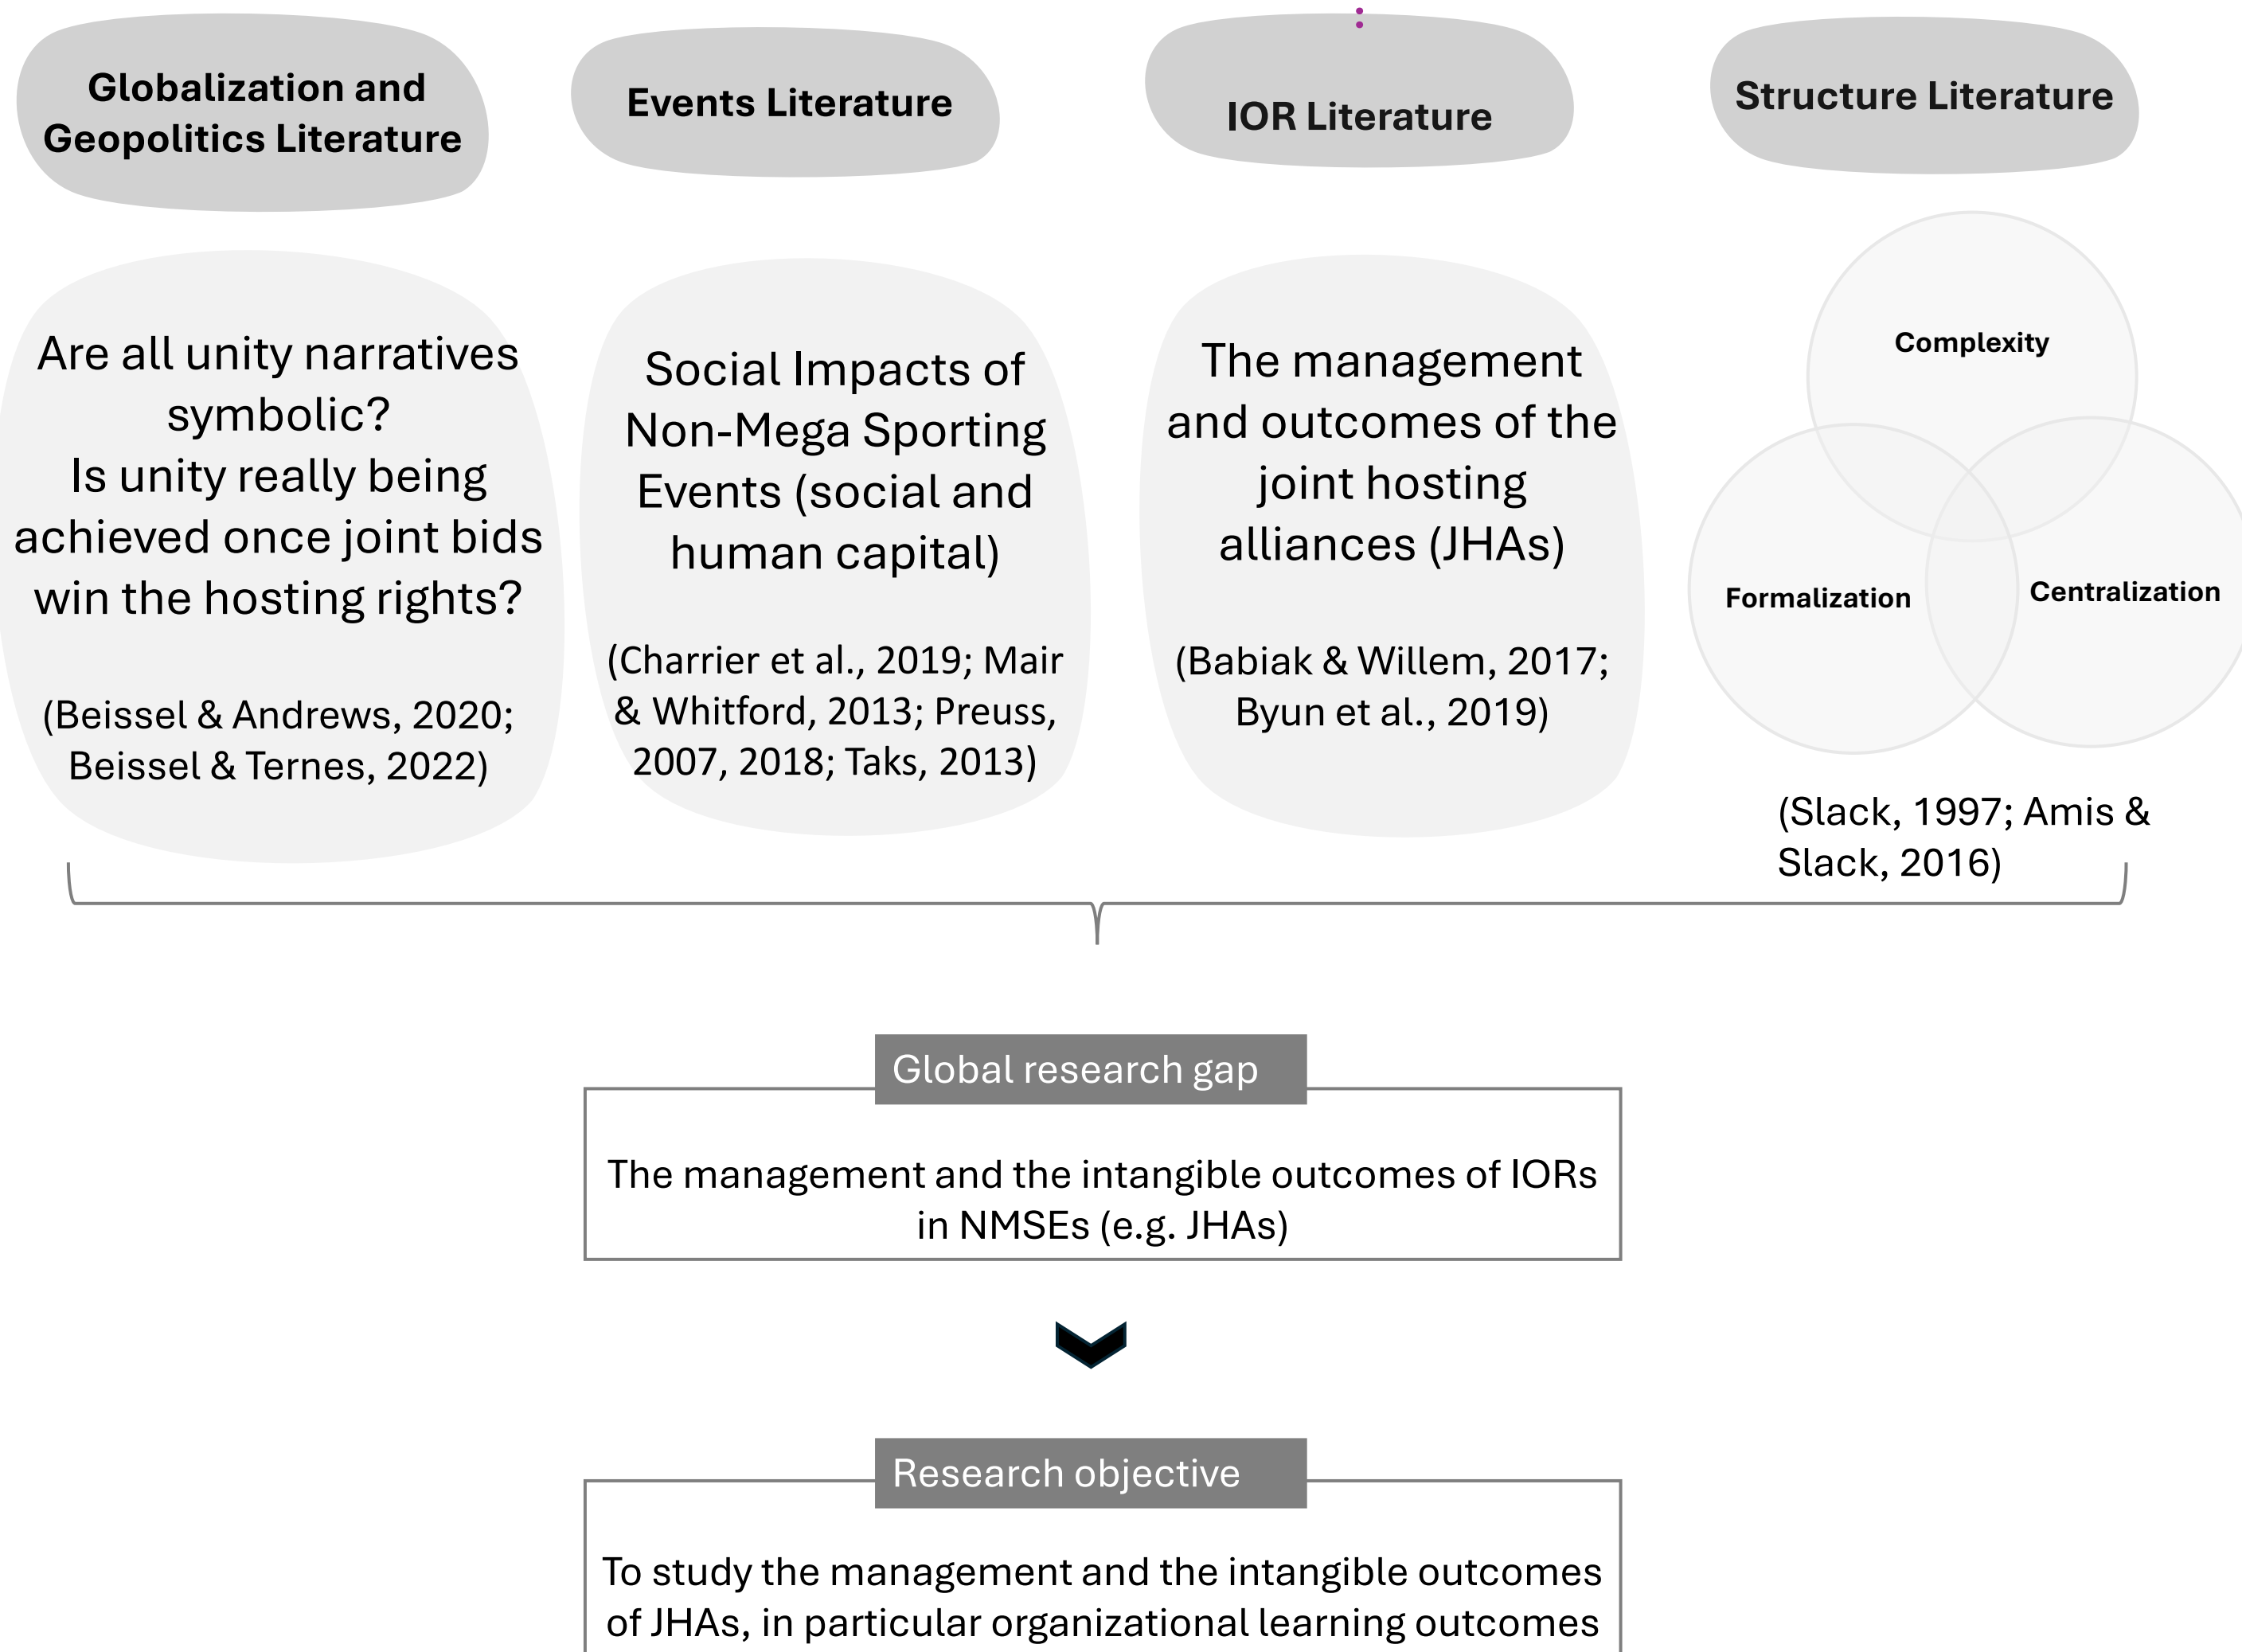 Globalization and
Geopolitics Literature
Events Literature
IOR Literature
Structure Literature
Are all unity narratives
symbolic?
Is unity really being
achieved once joint bids
win the hosting rights?
(Beissel & Andrews, 2020;
Beissel & Ternes, 2022)
Social Impacts of
Non-Mega Sporting
Events (social and
human capital)
(Charrier et al., 2019; Mair
& Whitford, 2013; Preuss,
2007, 2018; Taks, 2013)
The management
and outcomes of the
joint hosting
alliances (JHAs)
(Babiak & Willem, 2017;
Byun et al., 2019)
Complexity
Formalization
Centralization
(Slack, 1997; Amis &
Slack, 2016)
Global research gap
The management and the intangible outcomes of IORs
in NMSEs (e.g. JHAs)
Research objective
To study the management and the intangible outcomes
of JHAs, in particular organizational learning outcomes